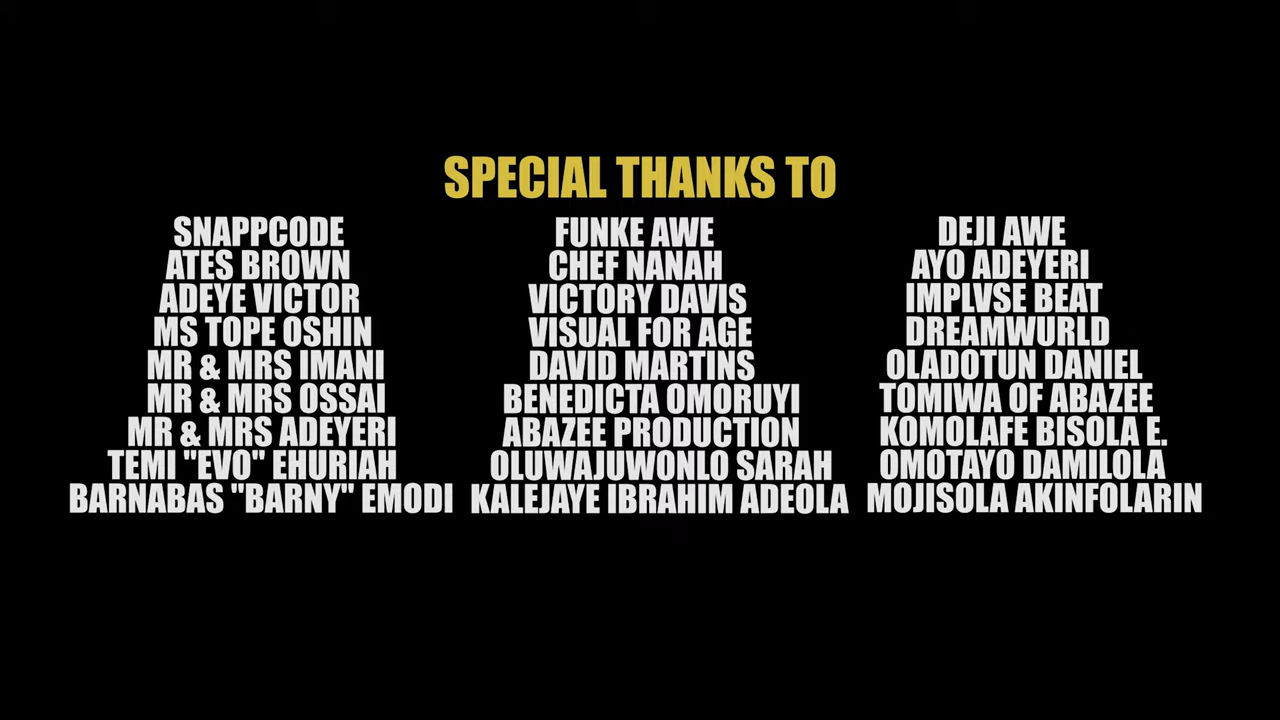 SPECIAL THANKS TO
SNAPPCODE
ATES BROWN
ADEYE VICTOR
MS TOPE OSHIN
MR & MRS IMANI
MR & MRS OSSAI
MR & MRS ADEYERI
TEMI "EVO" EHURIAH
BARNABAS "BARNY" EMODI
FUNKE AWE
CHEF NANAH
VICTORY DAVIS
VISUAL FOR AGE
DAVID MARTINS
BENEDICTA OMORUYI
ABAZEE PRODUCTION
OLUWAJUWONLO SARAH
KALEJAYE IBRAHIM ADEOLA
DEJI AWE
AYO ADEYERI
IMPLVSE BEAT
DREAMWURLD
OLADOTUN DANIEL
TOMIWA OF ABAZEE
KOMOLAFE BISOLA E.
OMOTAYO DAMILOLA
MOJISOLA AKINFOLARIN